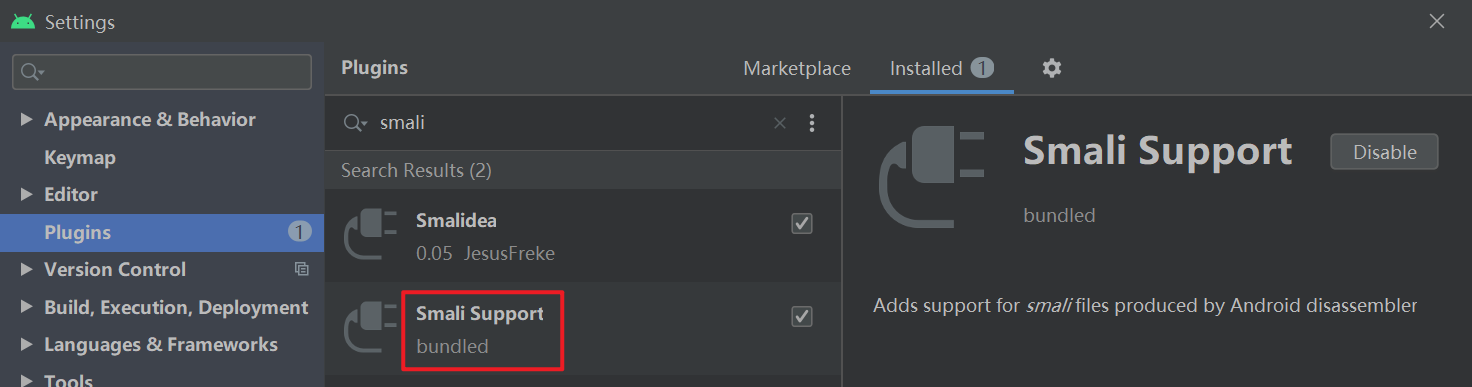 Settings
Plugins
Marketplace
Installed 1
Appearance & Behavior
Keymap
Editor
Plugins 1
Version Control
Build, Execution, Deployment
Languages & Frameworks
Tools
smali
Search Results (2)
Smalidea
0.05 JesusFreke
Smali Support
bundled
Smali Support
Disable
bundled
Adds support for smali files produced by Android disassembler